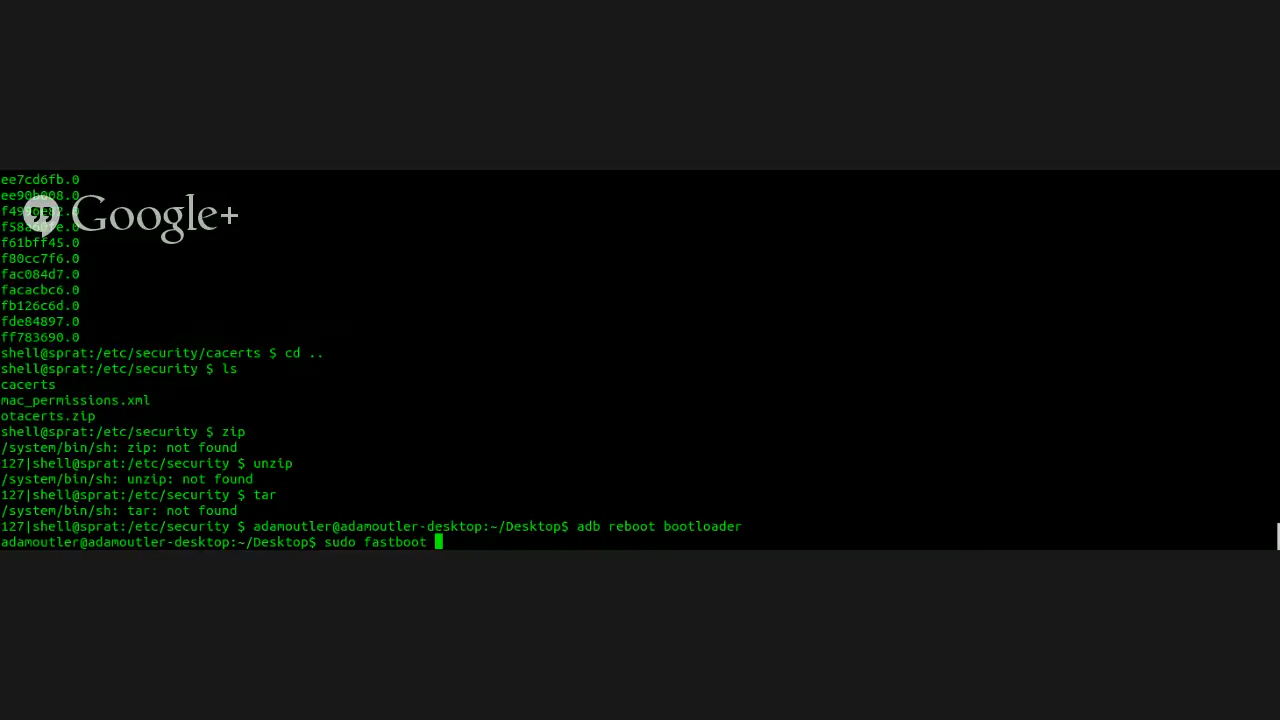 ee7cd6fb.0
ee90b008.0
Google+
f61bff45.0
f80cc7f6.0
fac084d7.0
facacbc6.0
fb126c6d.0
fde84897.0
ff783690.0
shell@sprat:/etc/security/cacerts $ cd ..
shell@sprat:/etc/security $ ls
cacerts
mac_permissions.xml
otacerts.zip
shell@sprat:/etc/security $ zip
/system/bin/sh: zip: not found
127|shell@sprat:/etc/security $ unzip
/system/bin/sh: unzip: not found
127|shell@sprat:/etc/security $ tar
/system/bin/sh: tar: not found
127|shell@sprat:/etc/security $ adamoutler@adamoutler-desktop:~/Desktop$ adb reboot bootloader
adamoutler@adamoutler-desktop:~/Desktop$ sudo fastboot